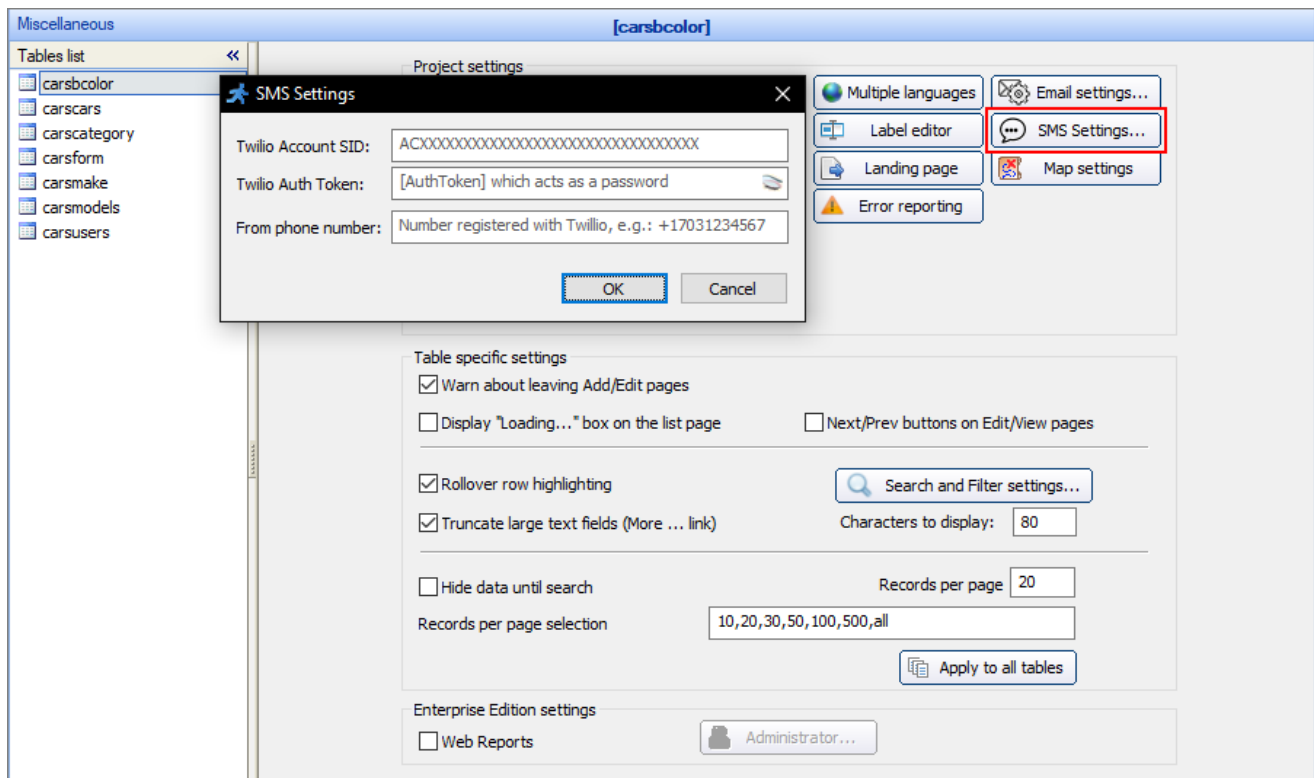 Miscellaneous
[carsbcolor]
Tables list
carsbcolor
carscars
carscategory
carsform
carsmake
carsmodels
carsusers
Project settings
SMS Settings
Twilio Account SID:
ACXXXXXXXXXXXXXXXXXXXXXXXXXXXXXXXX
Twilio Auth Token:
[AuthToken] which acts as a password
From phone number:
Number registered with Twillio, e.g.: +17031234567
OK
Cancel
Multiple languages
Email settings...
Label editor
SMS Settings...
Landing page
Map settings
Error reporting
Table specific settings
Warn about leaving Add/Edit pages
Display "Loading..." box on the list page
Next/Prev buttons on Edit/View pages
Rollover row highlighting
Search and Filter settings...
Truncate large text fields (More ... link)
Characters to display:
80
Hide data until search
Records per page
20
Records per page selection
10,20,30,50,100,500,all
Apply to all tables
Enterprise Edition settings
Web Reports
Administrator...